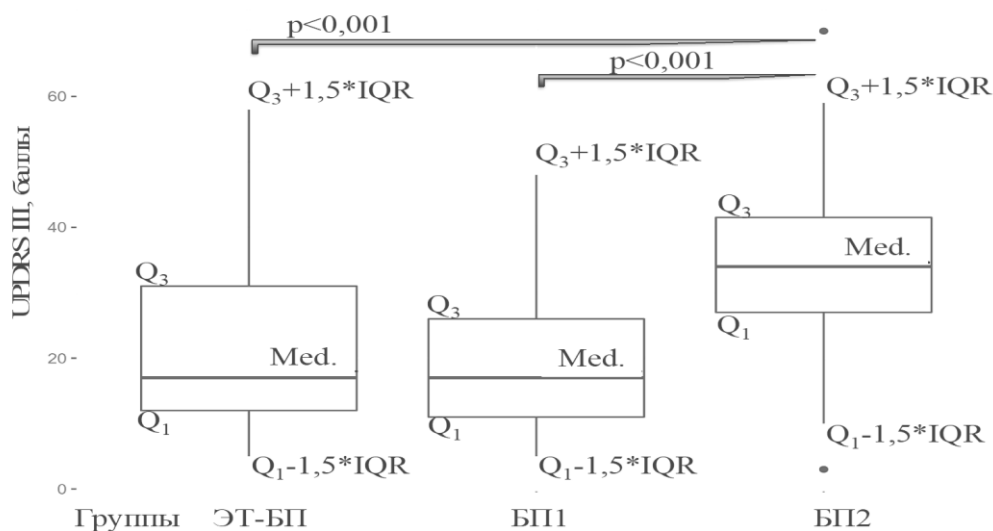 p<0,001
p<0,001
60
Q₃+1,5*IQR
Q₃+1,5*IQR
Q₃+1,5*IQR
UPDRS III, баллы
40
Q₃
Med.
Q₃
Q₁
Med.
Med.
20
Q₁
Q₁
Q₁-1,5*IQR
Q₁-1,5*IQR
Q₁-1,5*IQR
0
Группы ЭТ-БП БП1 БП2